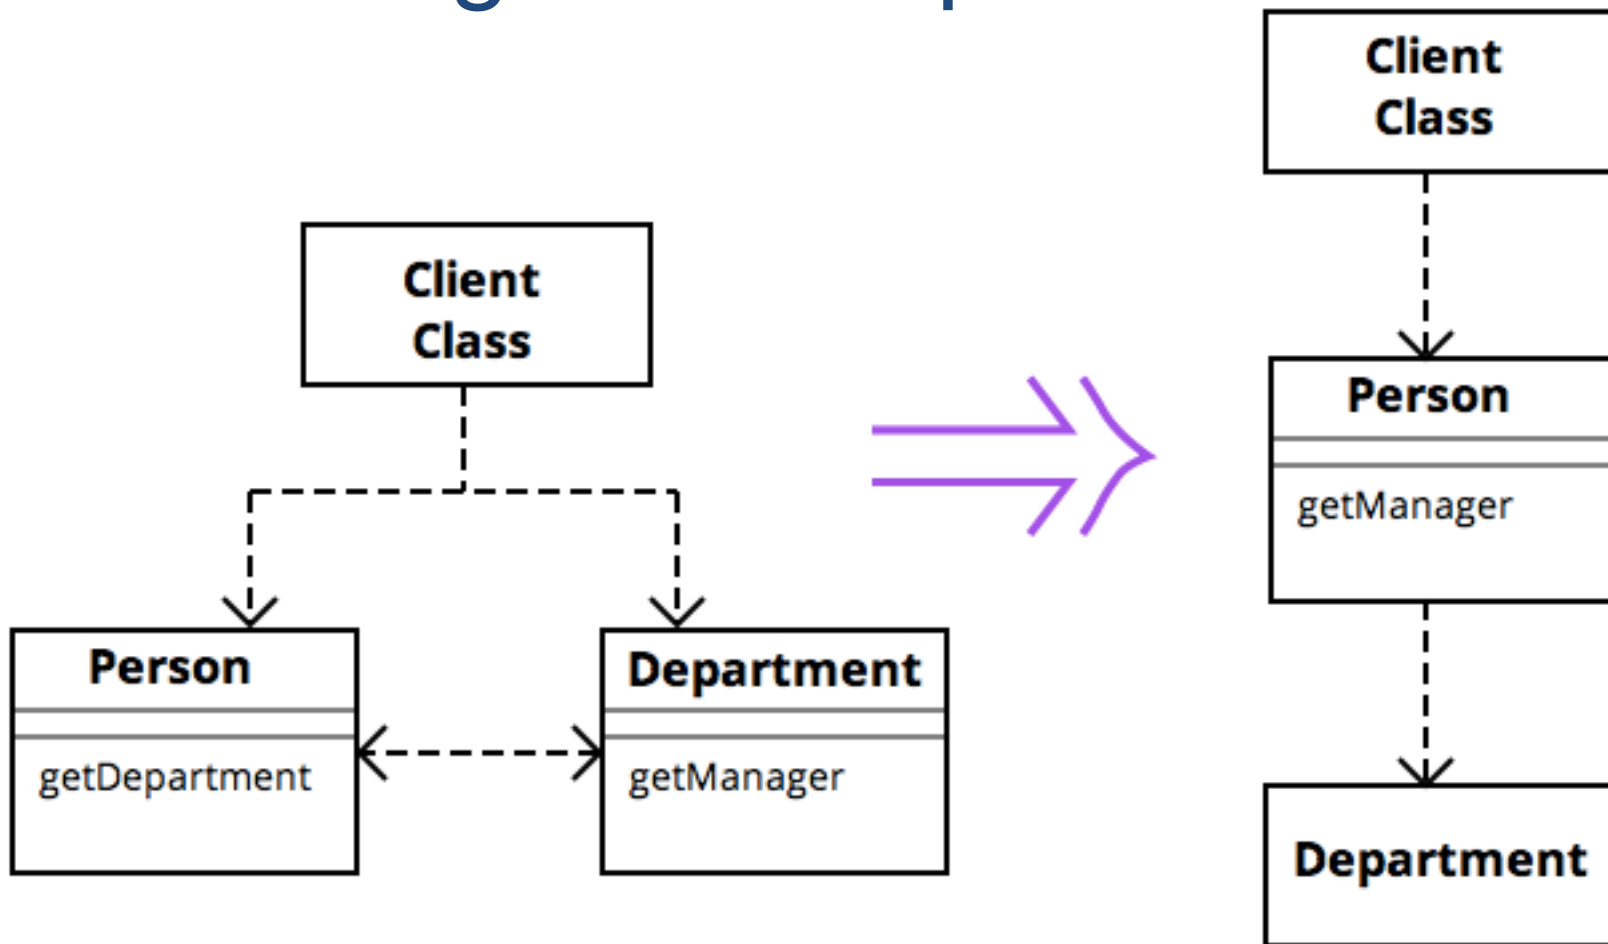 Client
Class
Person
getDepartment
Department
getManager
Client
Class
Person
getManager
Department